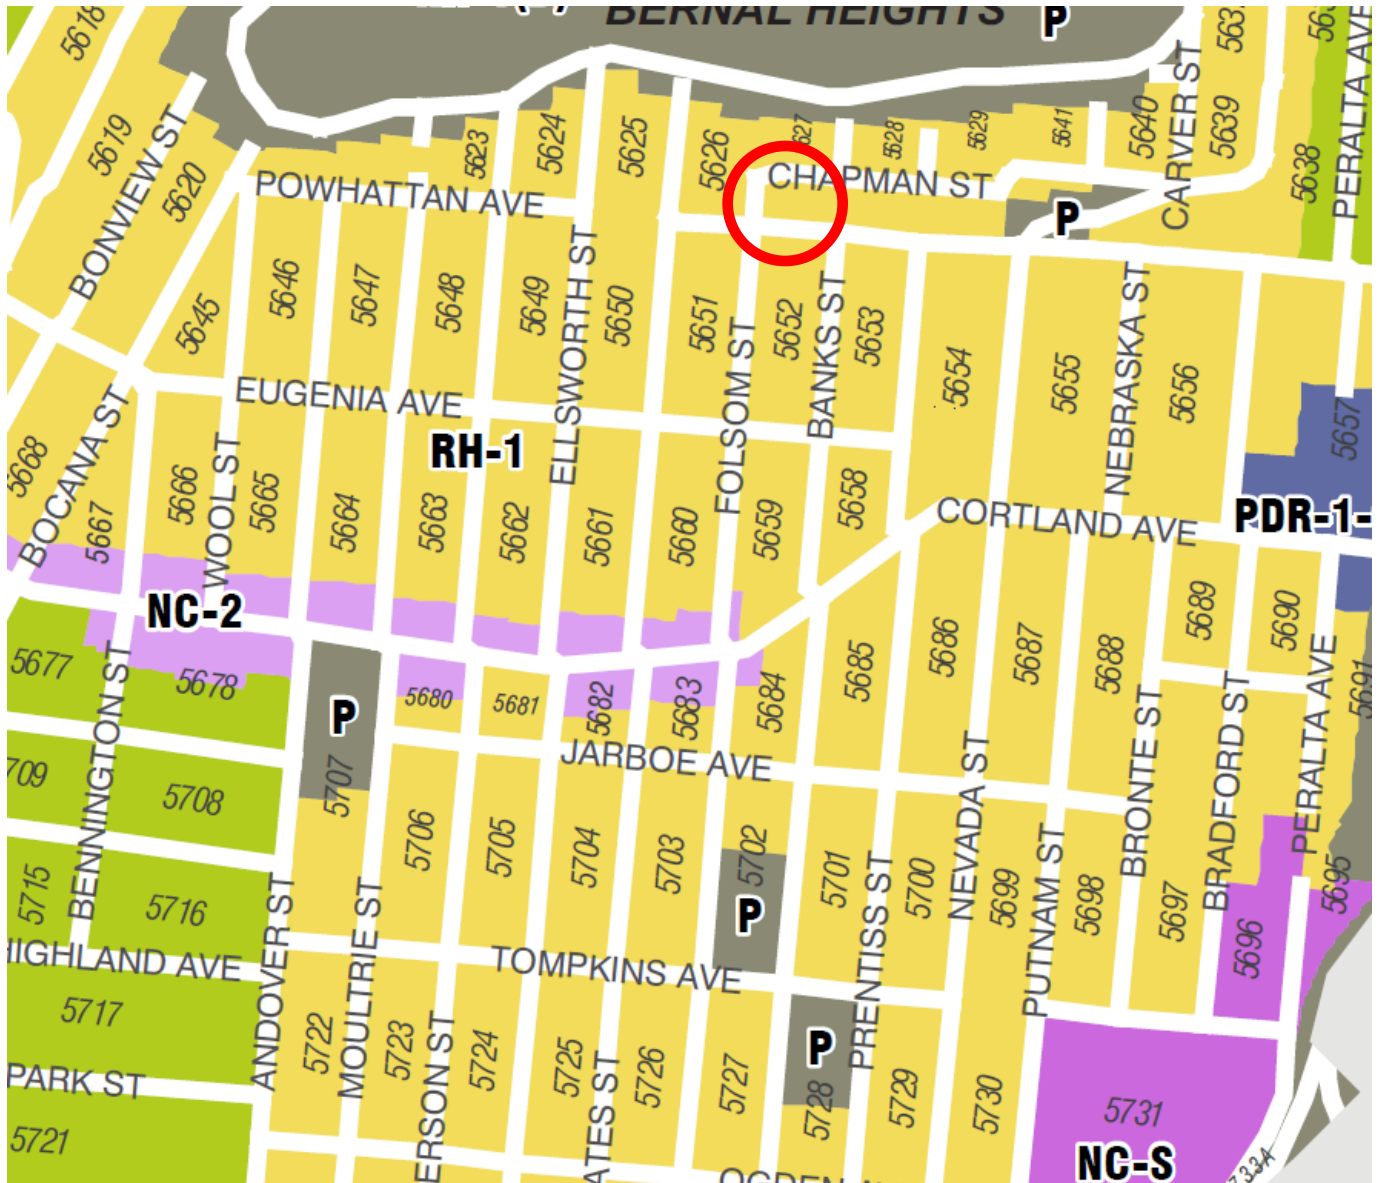 BERNAL HEIGHTS
P
5618
5619
BONVIEW ST
5620
5623
5624
5625
5626
5628
5629
5641
5640
CARVER ST
5639
5638
PERALTA AVE
POWHATTAN AVE
CHAPMAN ST
P
5645
5646
5647
5648
5649
ELLSWORTH ST
5650
5651
FOLSOM ST
5652
BANKS ST
5653
5654
5655
NEBRASKA ST
5656
5657
EUGENIA AVE
RH-1
5668
BOCANA ST
5667
5666
WOOL ST
5665
5664
5663
5662
5661
5660
5659
5658
CORTLAND AVE
PDR-1-
NC-2
5677
5678
BENNINGTON ST
P
5680
5681
5682
5683
5684
5685
5686
5687
5688
5689
5690
5691
JARBOE AVE
709
5708
5707
5706
5705
5704
5703
5702
P
5701
PRENTISS ST
5700
NEVADA ST
5699
PUTNAM ST
5698
BRONTE ST
5697
BRADFORD ST
5696
PERALTA AVE
5695
5715
5716
HIGHLAND AVE
ANDOVER ST
MOULTRIE ST
TOMPKINS AVE
5717
PARK ST
5721
5722
5723
ERSON ST
5724
5725
ATES ST
5726
5727
P
5728
5729
5730
5731
NC-S
733A